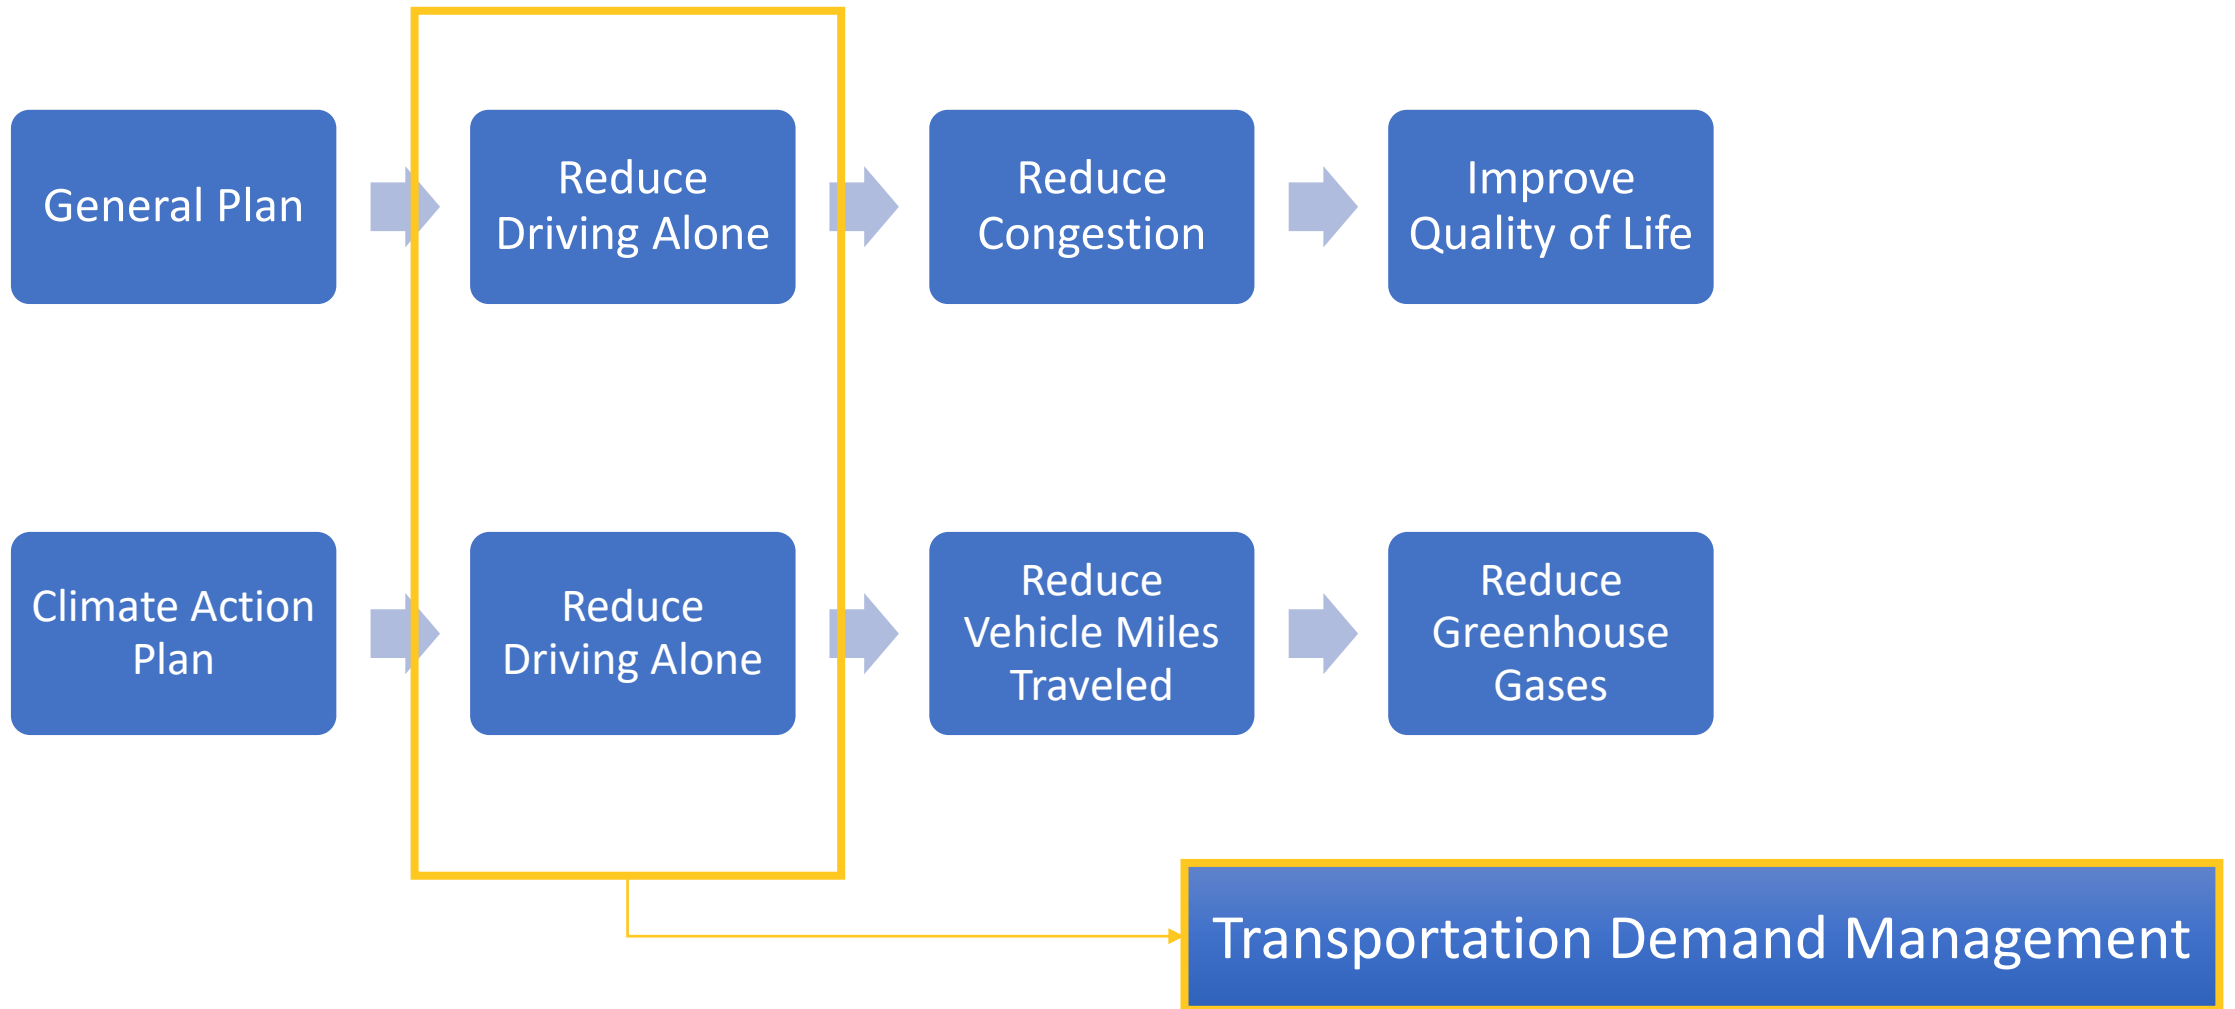 General Plan
Reduce
Driving Alone
Reduce
Congestion
Improve
Quality of Life
Climate Action
Plan
Reduce
Driving Alone
Reduce
Vehicle Miles
Traveled
Reduce
Greenhouse
Gases
Transportation Demand Management